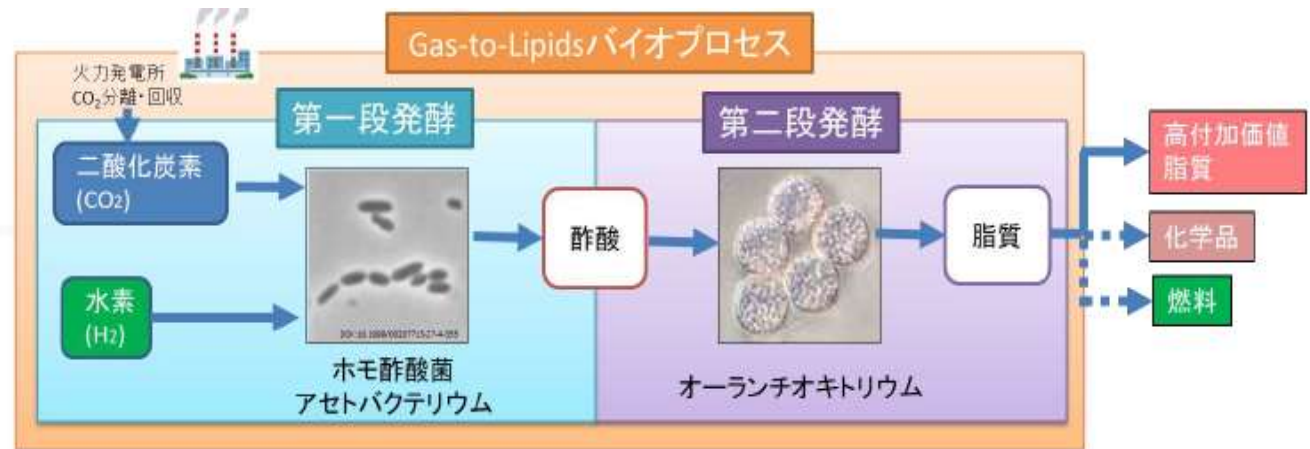 Gas-to-Lipidsバイオプロセス
火力発電所
CO₂分離・回収
第一段発酵
第二段発酵
二酸化炭素
(CO₂)
水素
(H₂)
ホモ酢酸菌
アセトバクテリウム
酢酸
オーランチオキトリウム
脂質
高付加価値
脂質
化学品
燃料